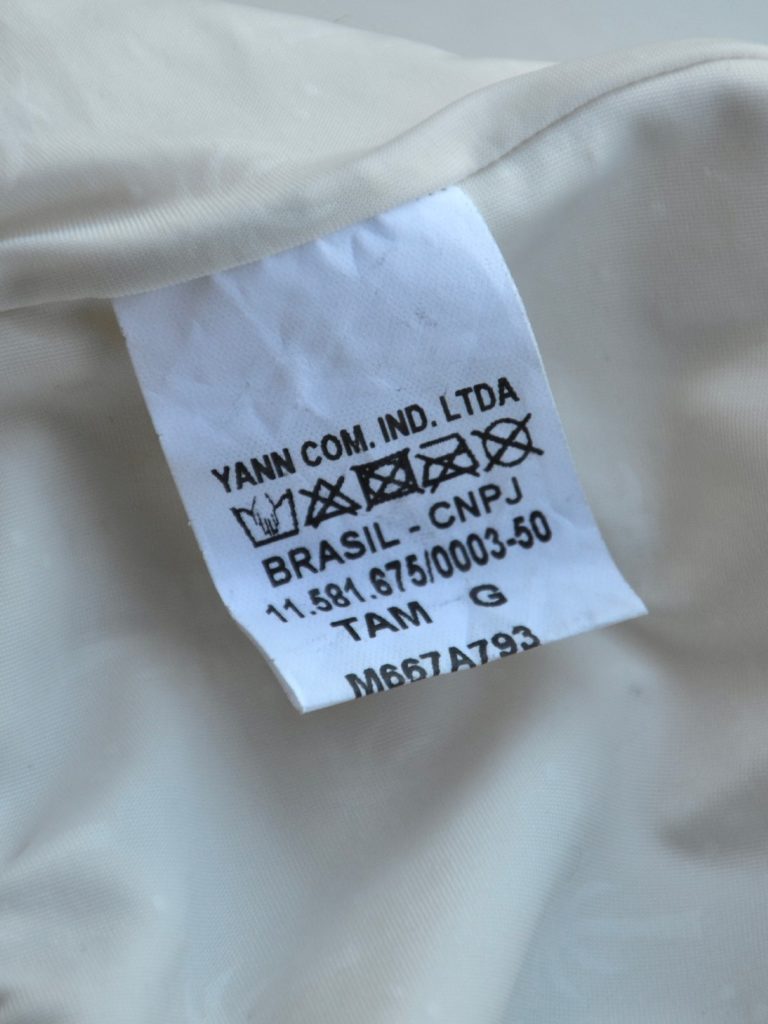 YANN COM. IND. LTDA
BRASIL - CNPJ
11.581.675/0003-50
TAM G
M667A793